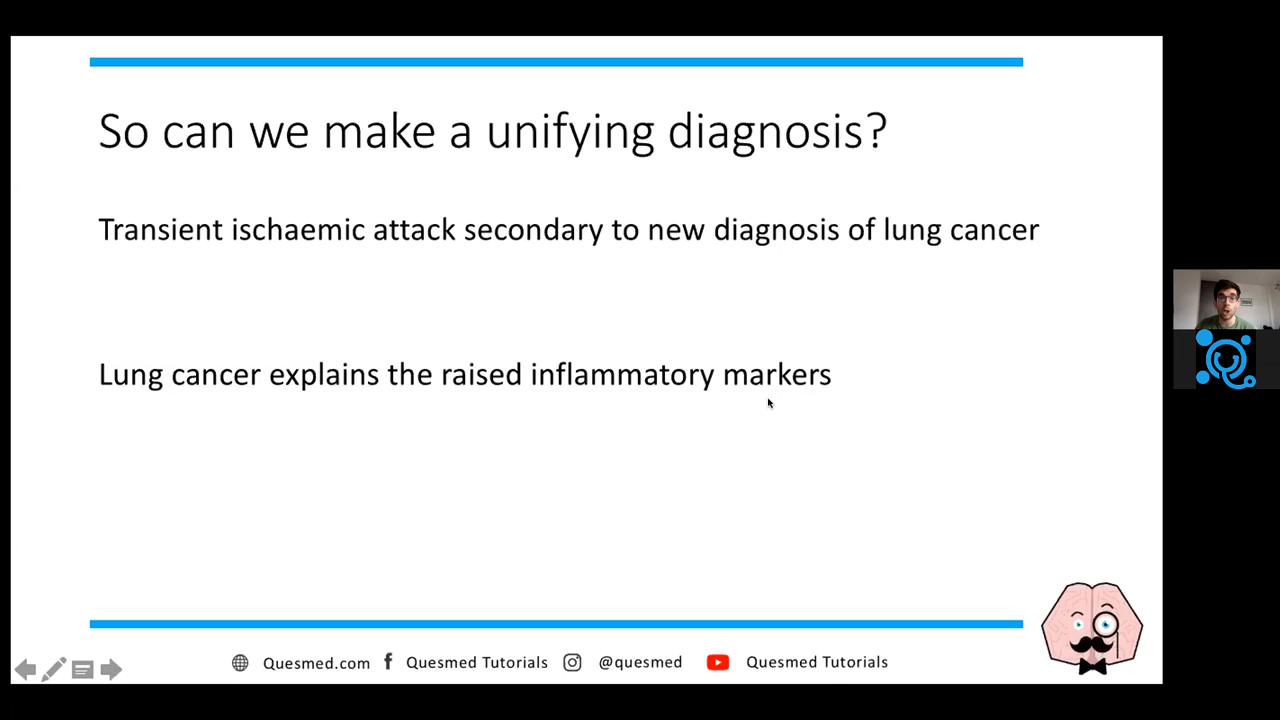 So can we make a unifying diagnosis?
Transient ischaemic attack secondary to new diagnosis of lung cancer
Lung cancer explains the raised inflammatory markers
Quesmed.com Quesmed Tutorials @quesmed Quesmed Tutorials